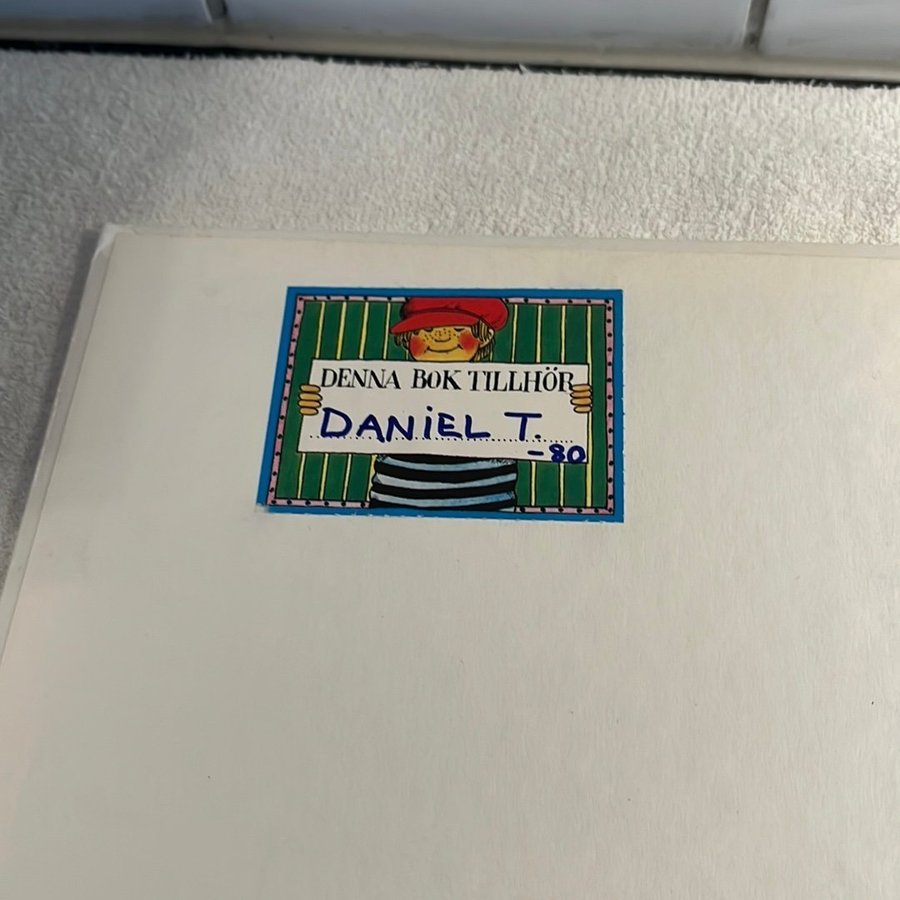 DENNA BOK TILLHÖR
DANiEL T.
-80